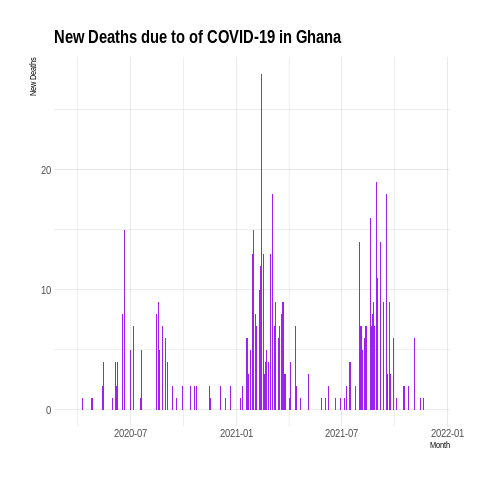 New Deaths due to of COVID-19 in Ghana
New Deaths
20
10
0
2020-07 2021-01 2021-07 2022-01
Month